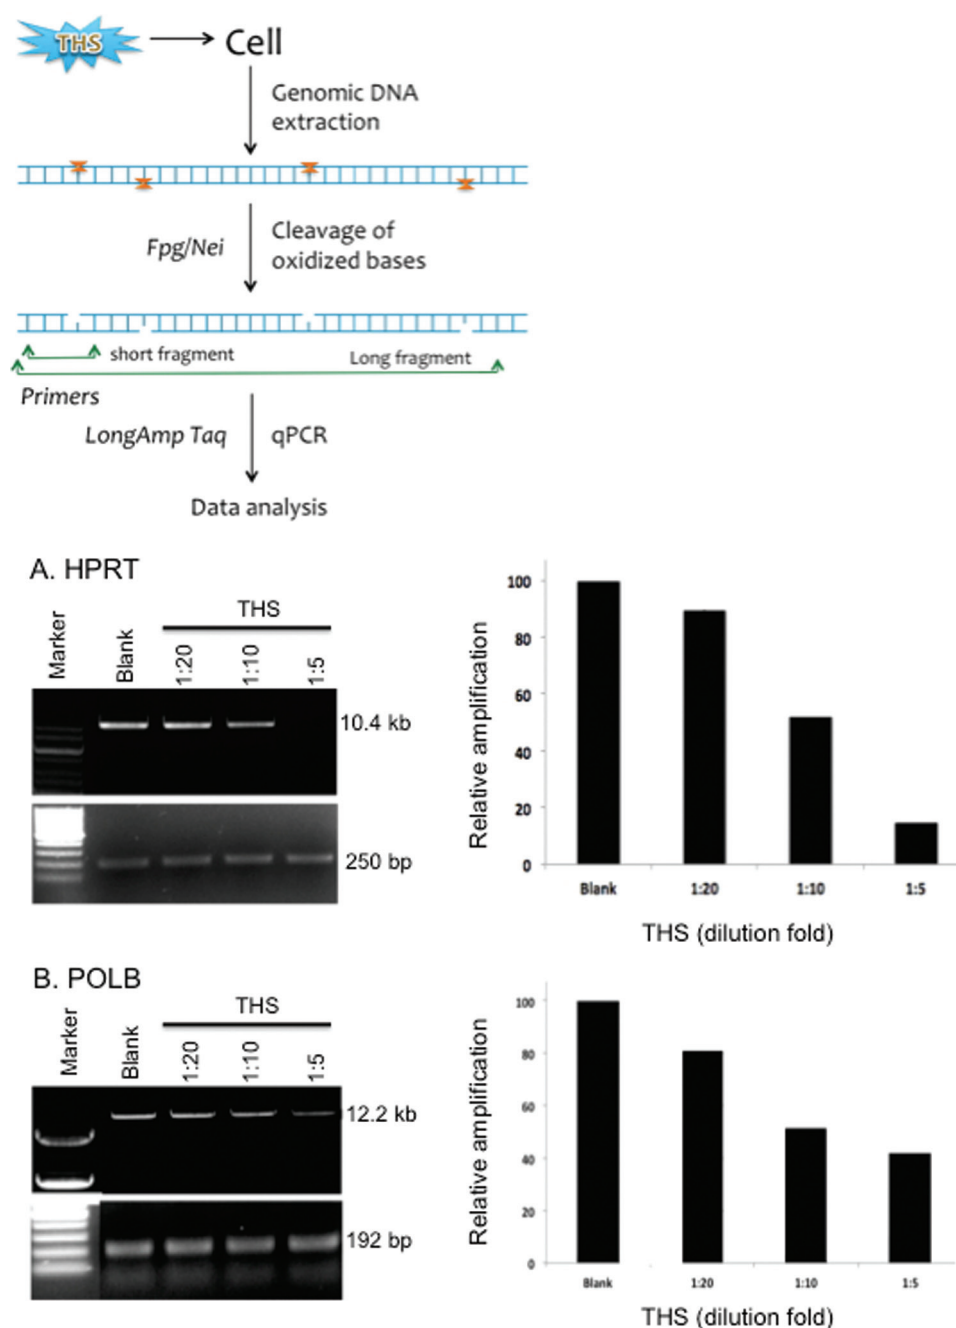 THS
Cell
Genomic DNA
extraction
Fpg/Nei
Cleavage of
oxidized bases
short fragment
Long fragment
Primers
LongAmp Taq
qPCR
Data analysis
A. HPRT
THS
Marker
Blank
1:20
1:10
1:5
10.4 kb
250 bp
Relative amplification
100
80
60
40
20
0
Blank
1:20
1:10
1:5
THS (dilution fold)
B. POLB
THS
Marker
Blank
1:20
1:10
1:5
12.2 kb
192 bp
Relative amplification
100
80
60
40
20
0
Blank
1:20
1:10
1:5
THS (dilution fold)